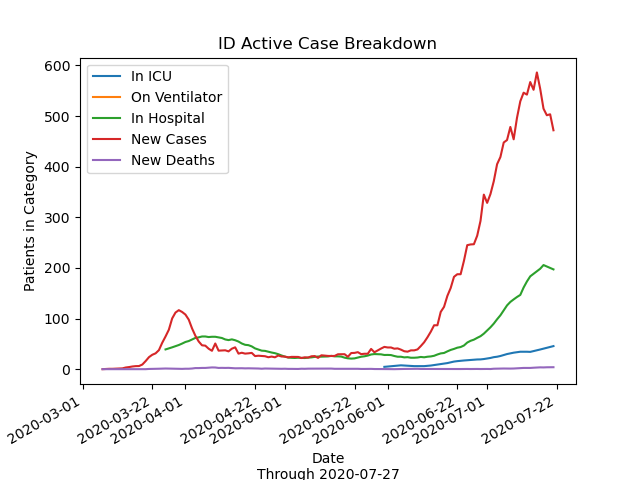 ID Active Case Breakdown
In ICU
On Ventilator
In Hospital
New Cases
New Deaths
Patients in Category
600
500
400
300
200
100
0
2020-03-01
2020-03-22
2020-04-01
2020-04-22
2020-05-01
2020-05-22
2020-06-01
2020-06-22
2020-07-01
2020-07-22
Date
Through 2020-07-27